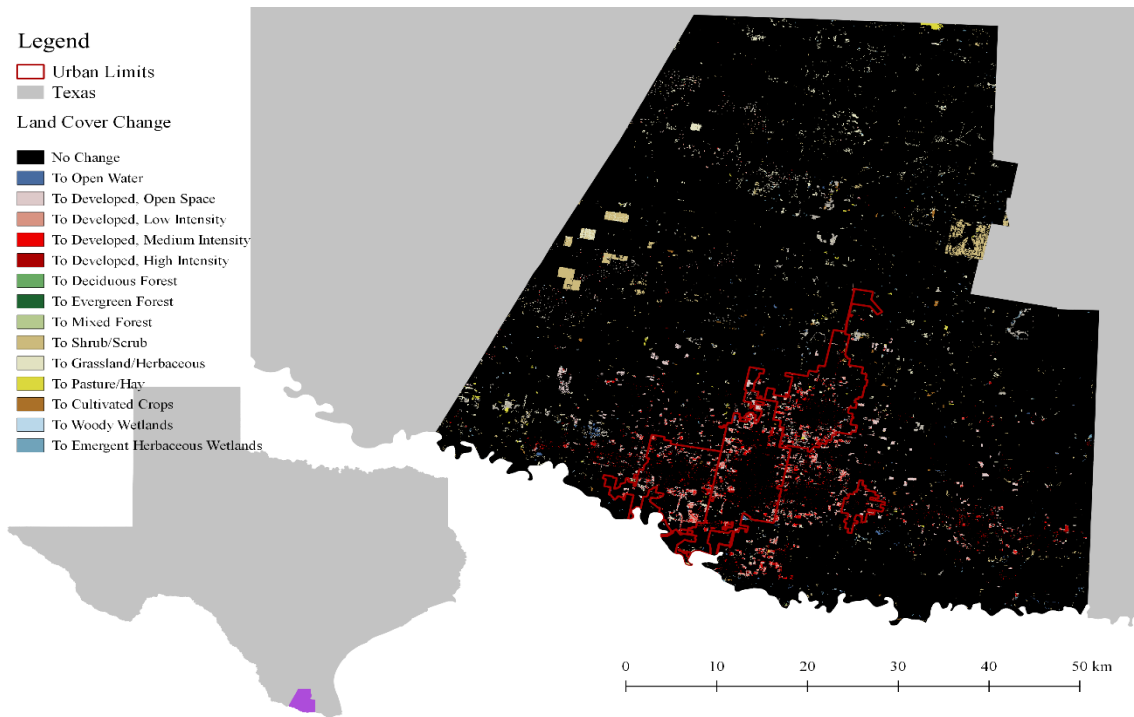 Legend
Urban Limits
Texas
Land Cover Change
No Change
To Open Water
To Developed, Open Space
To Developed, Low Intensity
To Developed, Medium Intensity
To Developed, High Intensity
To Deciduous Forest
To Evergreen Forest
To Mixed Forest
To Shrub/Scrub
To Grassland/Herbaceous
To Pasture/Hay
To Cultivated Crops
To Woody Wetlands
To Emergent Herbaceous Wetlands
0 10 20 30 40 50 km